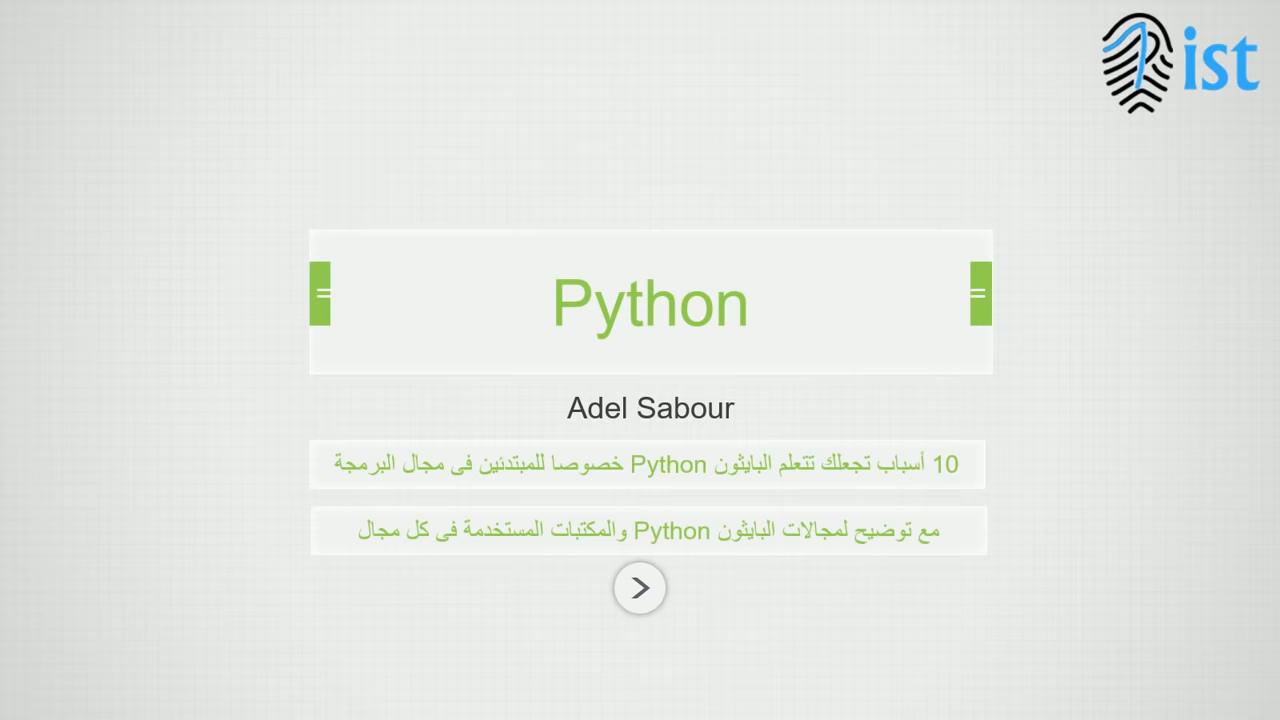 ist
Python
Adel Sabour
10 أسباب تجعلك تتعلم البايثون Python خصوصا للمبتدئين فى مجال البرمجة
مع توضيح لمجالات البايثون Python والمكتبات المستخدمة فى كل مجال